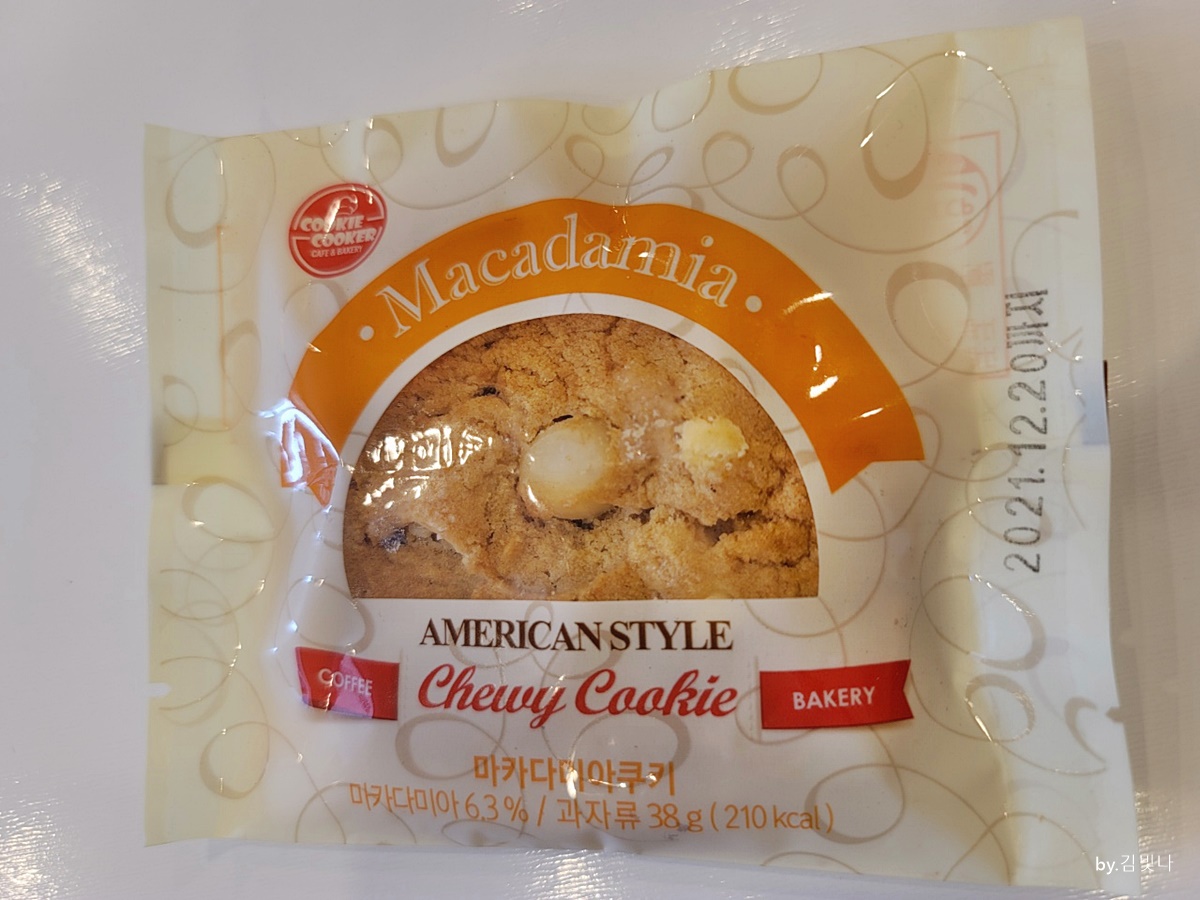 COOKIE
COOKER
CAFE & BAKERY
• Macadamia •
2021.12.20까지
AMERICAN STYLE
COFFEE
Chewy Cookie
BAKERY
마카다미아쿠키
마카다미아 6.3 % / 과자류 38 g ( 210 kcal )
by.김빛나